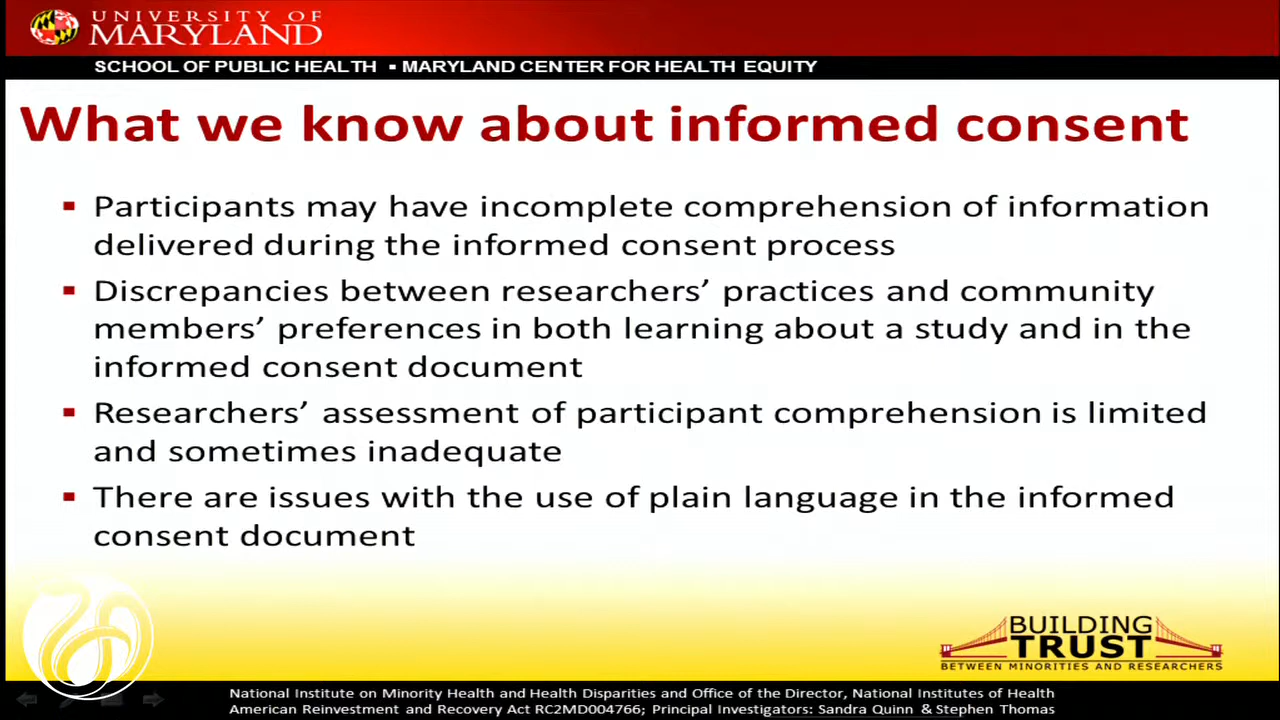 UNIVERSITY OF
MARYLAND
SCHOOL OF PUBLIC HEALTH ▪ MARYLAND CENTER FOR HEALTH EQUITY
What we know about informed consent
▪ Participants may have incomplete comprehension of information
delivered during the informed consent process
▪ Discrepancies between researchers’ practices and community
members’ preferences in both learning about a study and in the
informed consent document
▪ Researchers’ assessment of participant comprehension is limited
and sometimes inadequate
▪ There are issues with the use of plain language in the informed
consent document
BUILDING
TRUST
BETWEEN MINORITIES AND RESEARCHERS
National Institute on Minority Health and Health Disparities and Office of the Director, National Institutes of Health
American Reinvestment and Recovery Act RC2MD004766; Principal Investigators: Sandra Quinn & Stephen Thomas